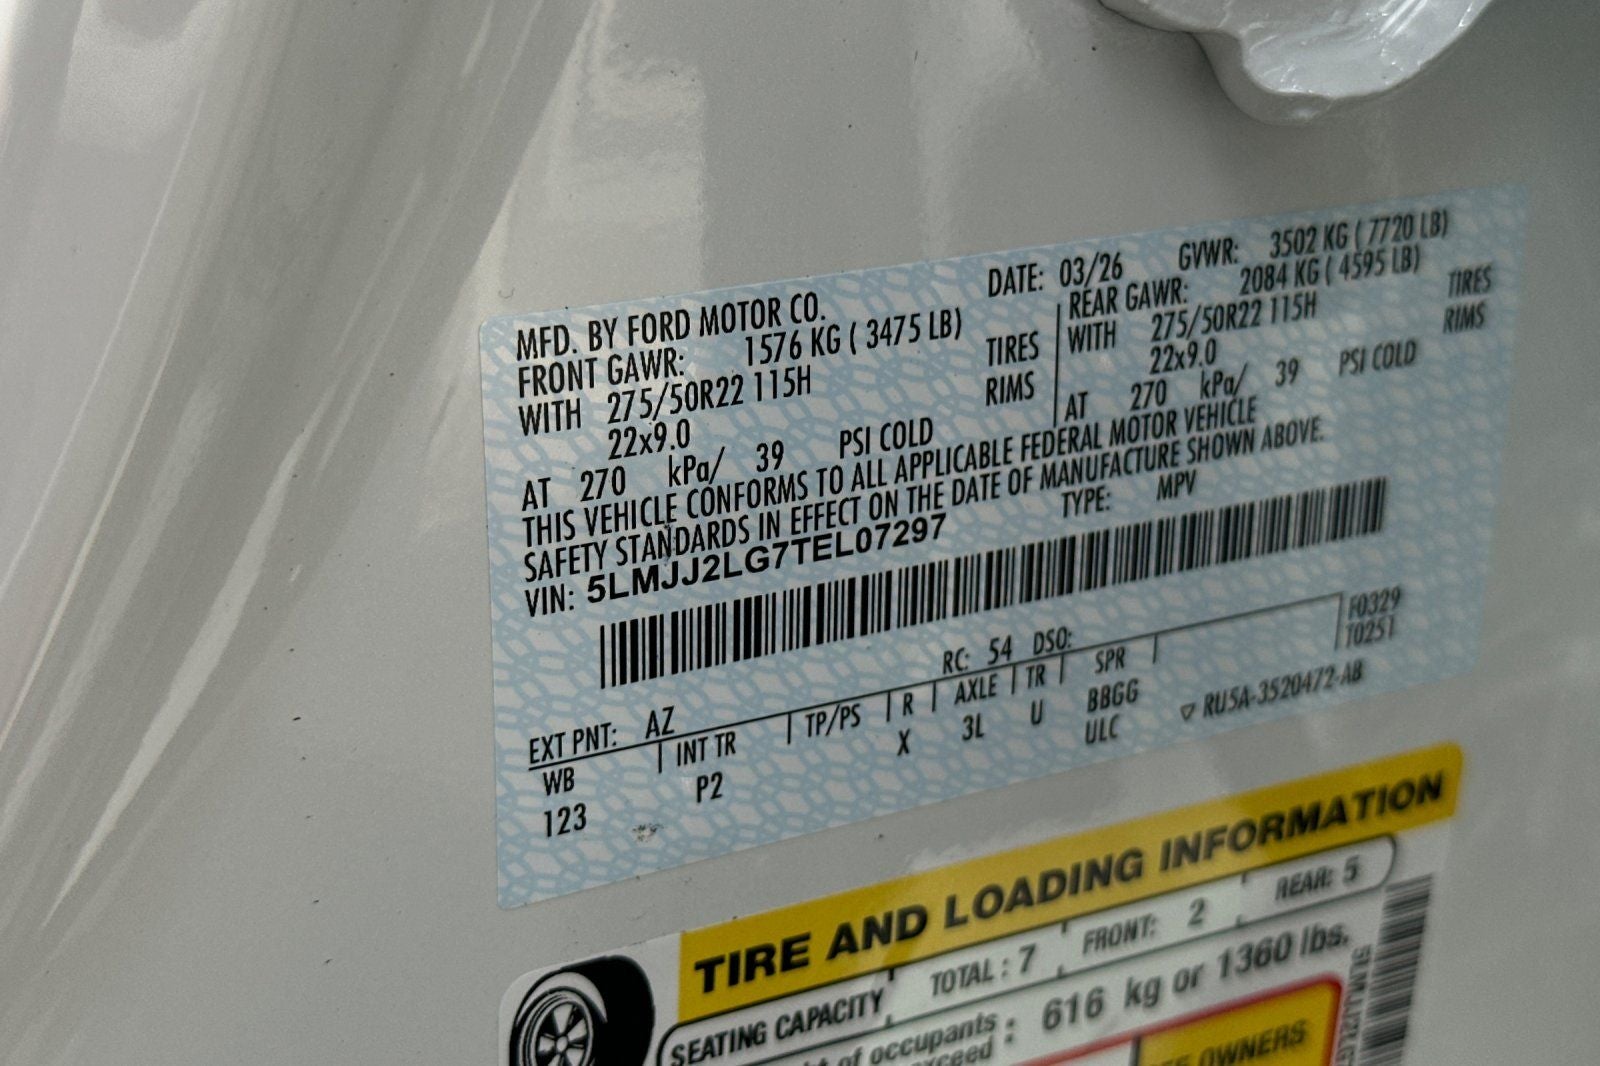 MFD. BY FORD MOTOR CO. DATE: 03/26 GVWR: 3502 KG ( 7720 LB)
FRONT GAWR: 1576 KG ( 3475 LB) REAR GAWR: 2084 KG ( 4595 LB)
WITH 275/50R22 115H TIRES WITH 275/50R22 115H TIRES
22x9.0 RIMS 22x9.0 RIMS
AT 270 kPa/ 39 PSI COLD AT 270 kPa/ 39 PSI COLD
THIS VEHICLE CONFORMS TO ALL APPLICABLE FEDERAL MOTOR VEHICLE
SAFETY STANDARDS IN EFFECT ON THE DATE OF MANUFACTURE SHOWN ABOVE.
VIN: 5LMJJ2LG7TEL07297 TYPE: MPV
F0329
T0251
EXT PNT: AZ RC: 54 DSO:
WB INT TR TP/PS R AXLE TR SPR
123 P2 X 3L U BBGG
ULC
▽ RU5A-3520472-AB
TIRE AND LOADING INFORMATION
SEATING CAPACITY TOTAL : 7 FRONT: 2 REAR: 5
of occupants : 616 kg or 1360 lbs.
exceed
OWNERS